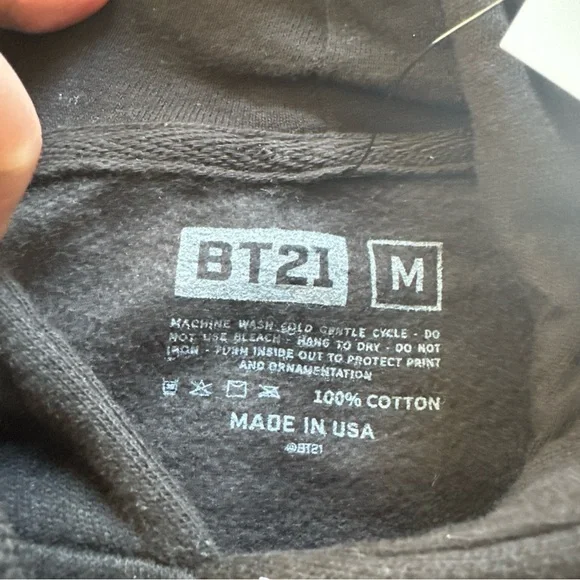 BT21 M
MACHINE WASH COLD GENTLE CYCLE - DO
NOT USE BLEACH - HANG TO DRY - DO NOT
IRON - TURN INSIDE OUT TO PROTECT PRINT
AND ORNAMENTATION
100% COTTON
MADE IN USA
@BT21